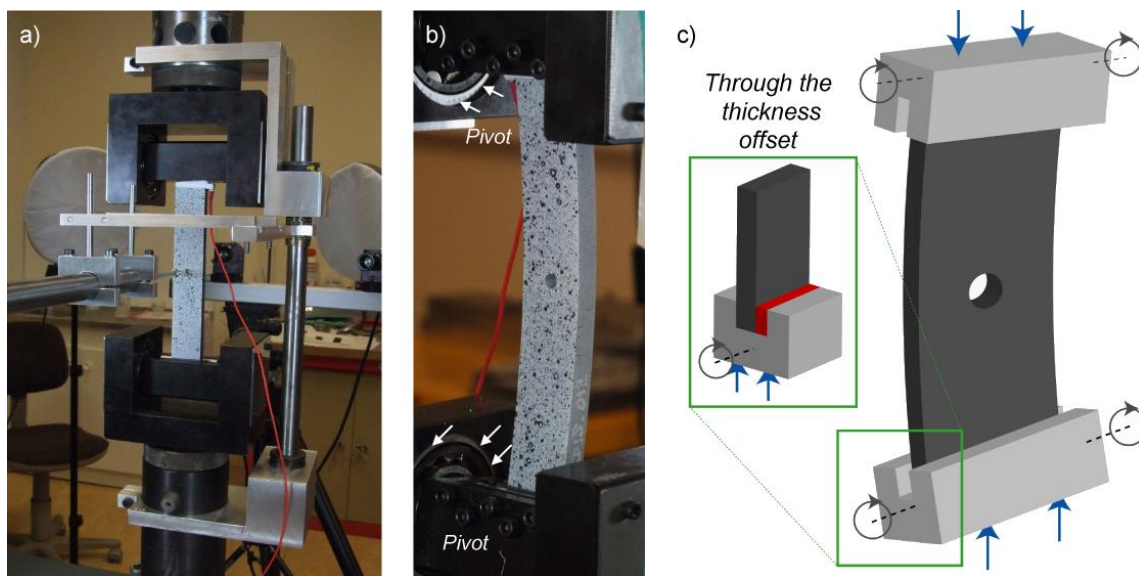 a)
b)
Pivot
Pivot
c)
Through the
thickness
offset